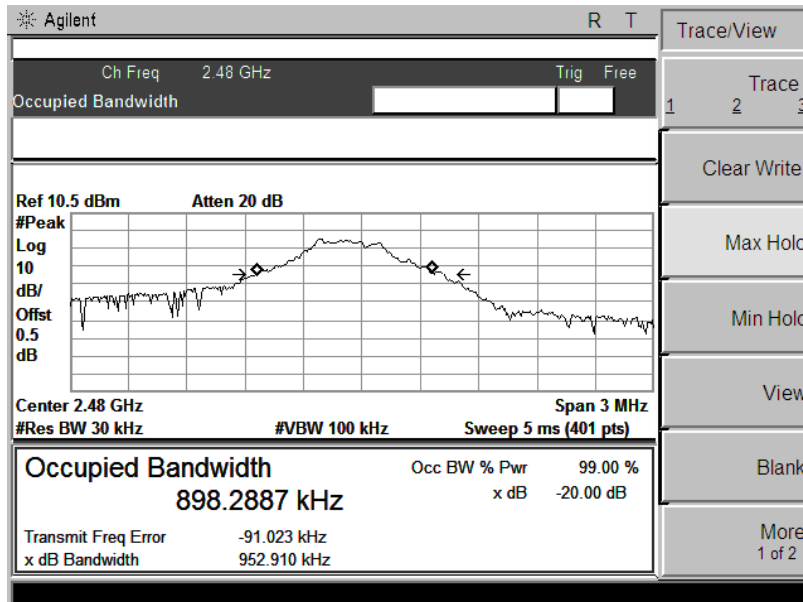 Agilent R T
Trace/View
Ch Freq 2.48 GHz Trig Free
Occupied Bandwidth
Trace
1 2 3
Clear Write
Max Hold
Min Hold
View
Blank
More
1 of 2
Ref 10.5 dBm Atten 20 dB
#Peak
Log
10
dB/
Offst
0.5
dB
Center 2.48 GHz Span 3 MHz
#Res BW 30 kHz #VBW 100 kHz Sweep 5 ms (401 pts)
Occupied Bandwidth Occ BW % Pwr 99.00 %
898.2887 kHz x dB -20.00 dB
Transmit Freq Error -91.023 kHz
x dB Bandwidth 952.910 kHz